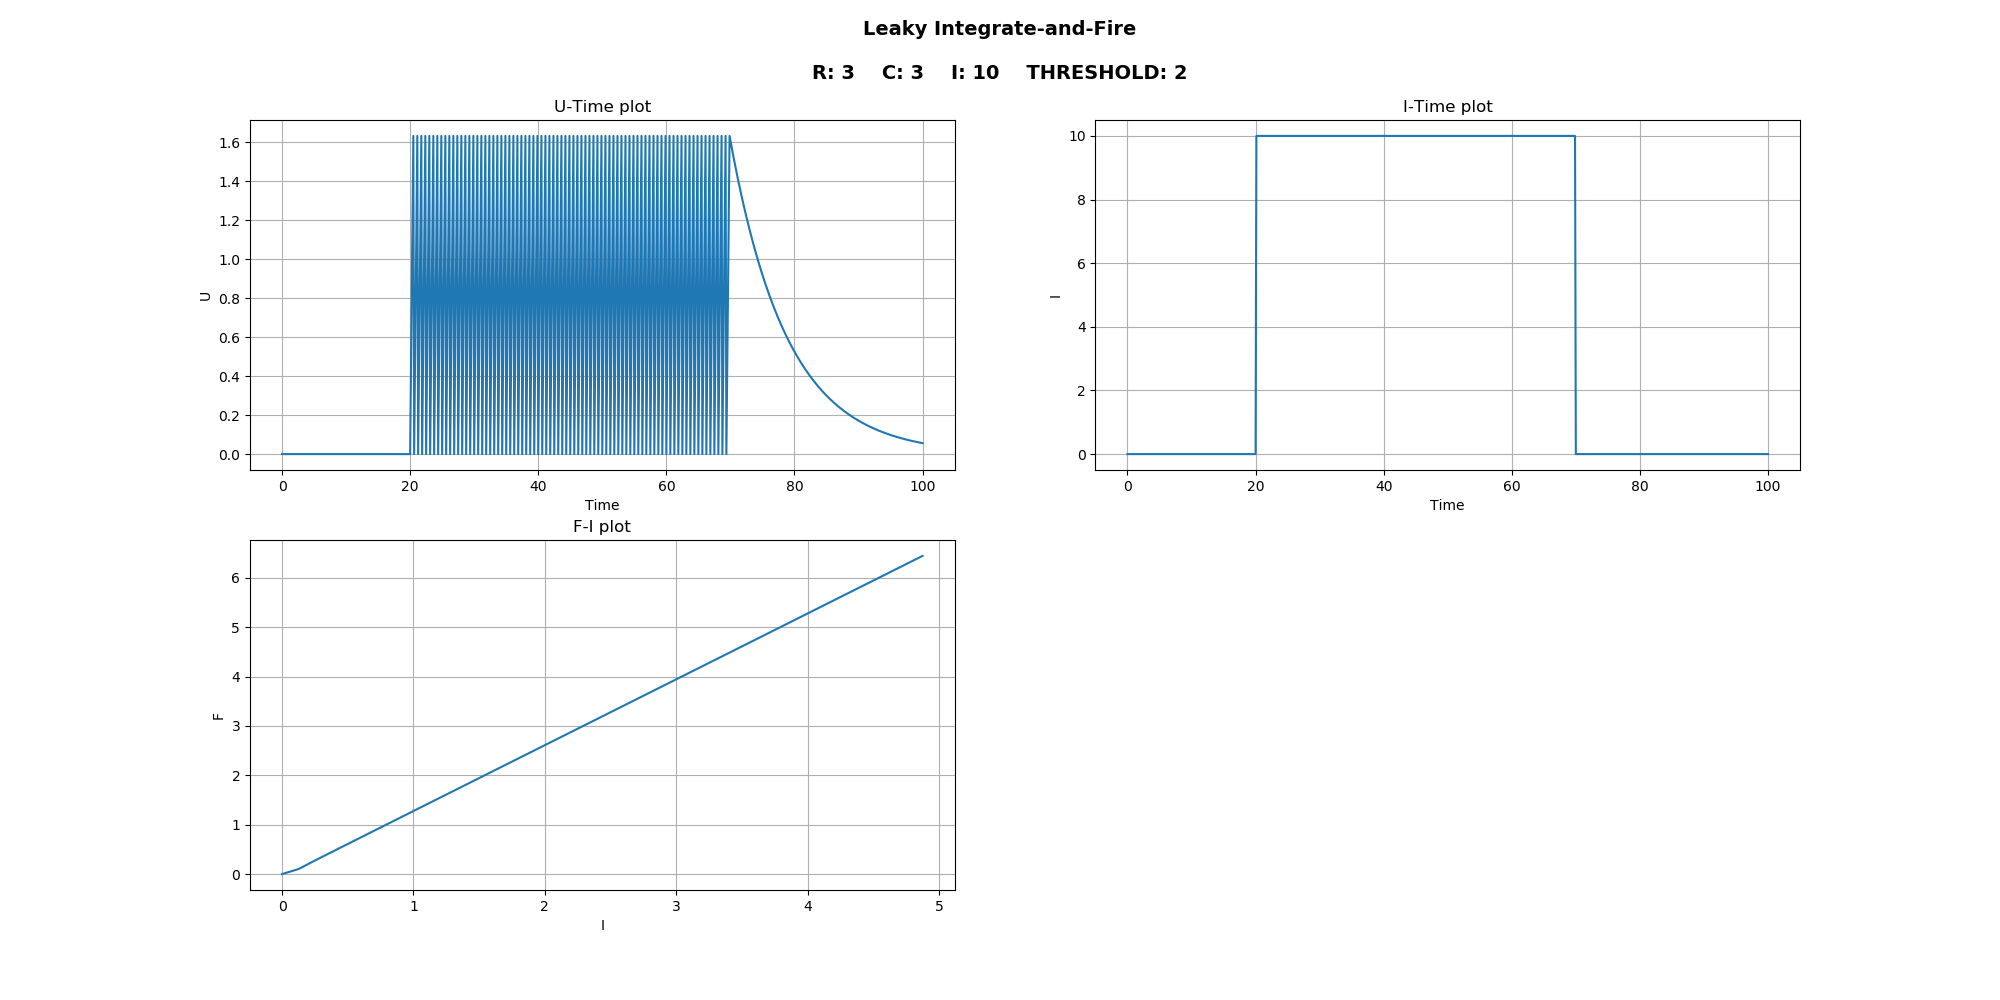 Leaky Integrate-and-Fire
R: 3    C: 3    I: 10    THRESHOLD: 2
U-Time plot
1.6
1.4
1.2
1.0
0.8
0.6
0.4
0.2
0.0
U
0 20 40 60 80 100
Time
I-Time plot
10
8
6
4
2
0
I
0 20 40 60 80 100
Time
F-I plot
6
5
4
3
2
1
0
F
0 1 2 3 4 5
I